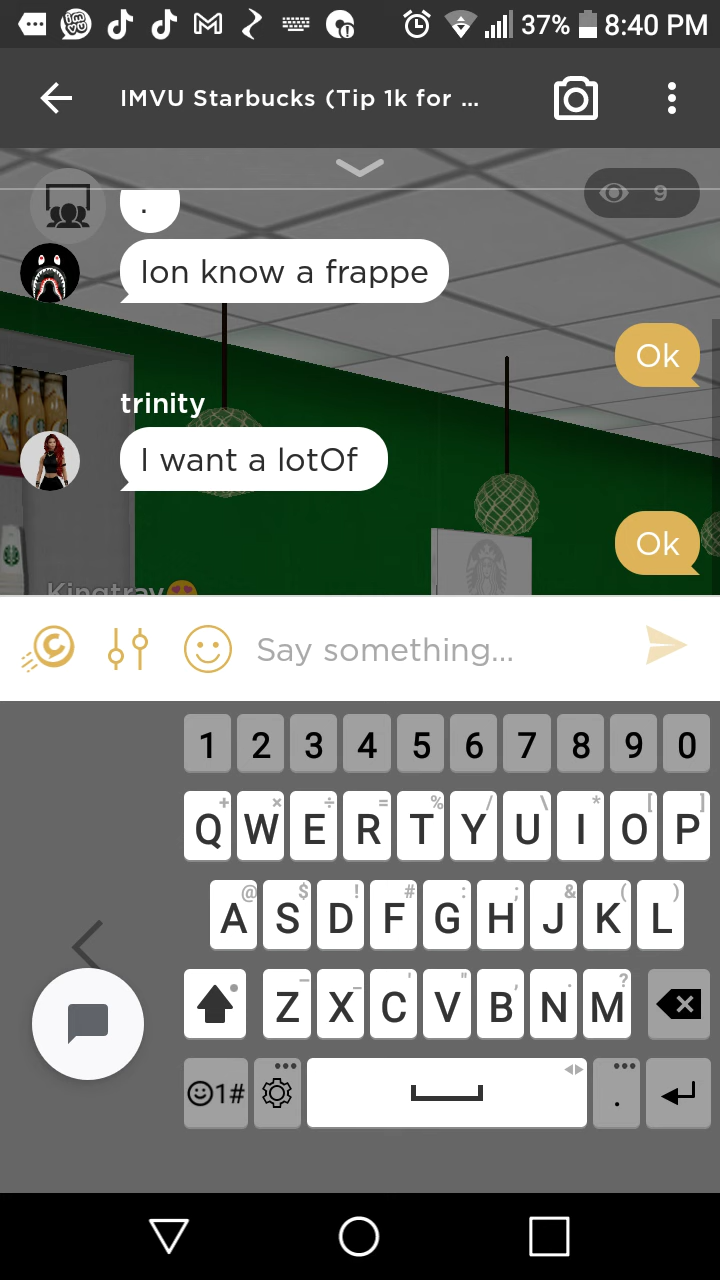 37% 8:40 PM
IMVU Starbucks (Tip 1k for ...
9
.
Ion know a frappe
Ok
trinity
I want a lotOf
Ok
Kingtray😍
Say something...
1 2 3 4 5 6 7 8 9 0
+ × ÷ = % / \ * [ ]
Q W E R T Y U I O P
@ $ ! # : ; & ( )
A S D F G H J K L
– _ ' " , . ?
Z X C V B N M
☺1# .